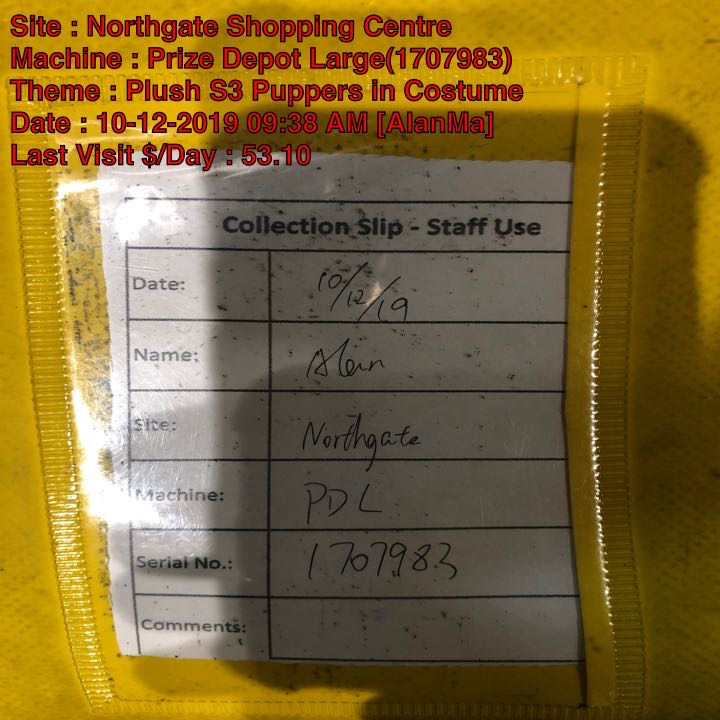 Site : Northgate Shopping Centre
Machine : Prize Depot Large(1707983)
Theme : Plush S3 Puppers in Costume
Date : 10-12-2019 09:38 AM [AlanMa]
Last Visit $/Day : 53.10
Collection Slip - Staff Use
Date: 10/12/19
Name: Alan
Site: Northgate
Machine: PDL
Serial No.: 1707983
Comments: